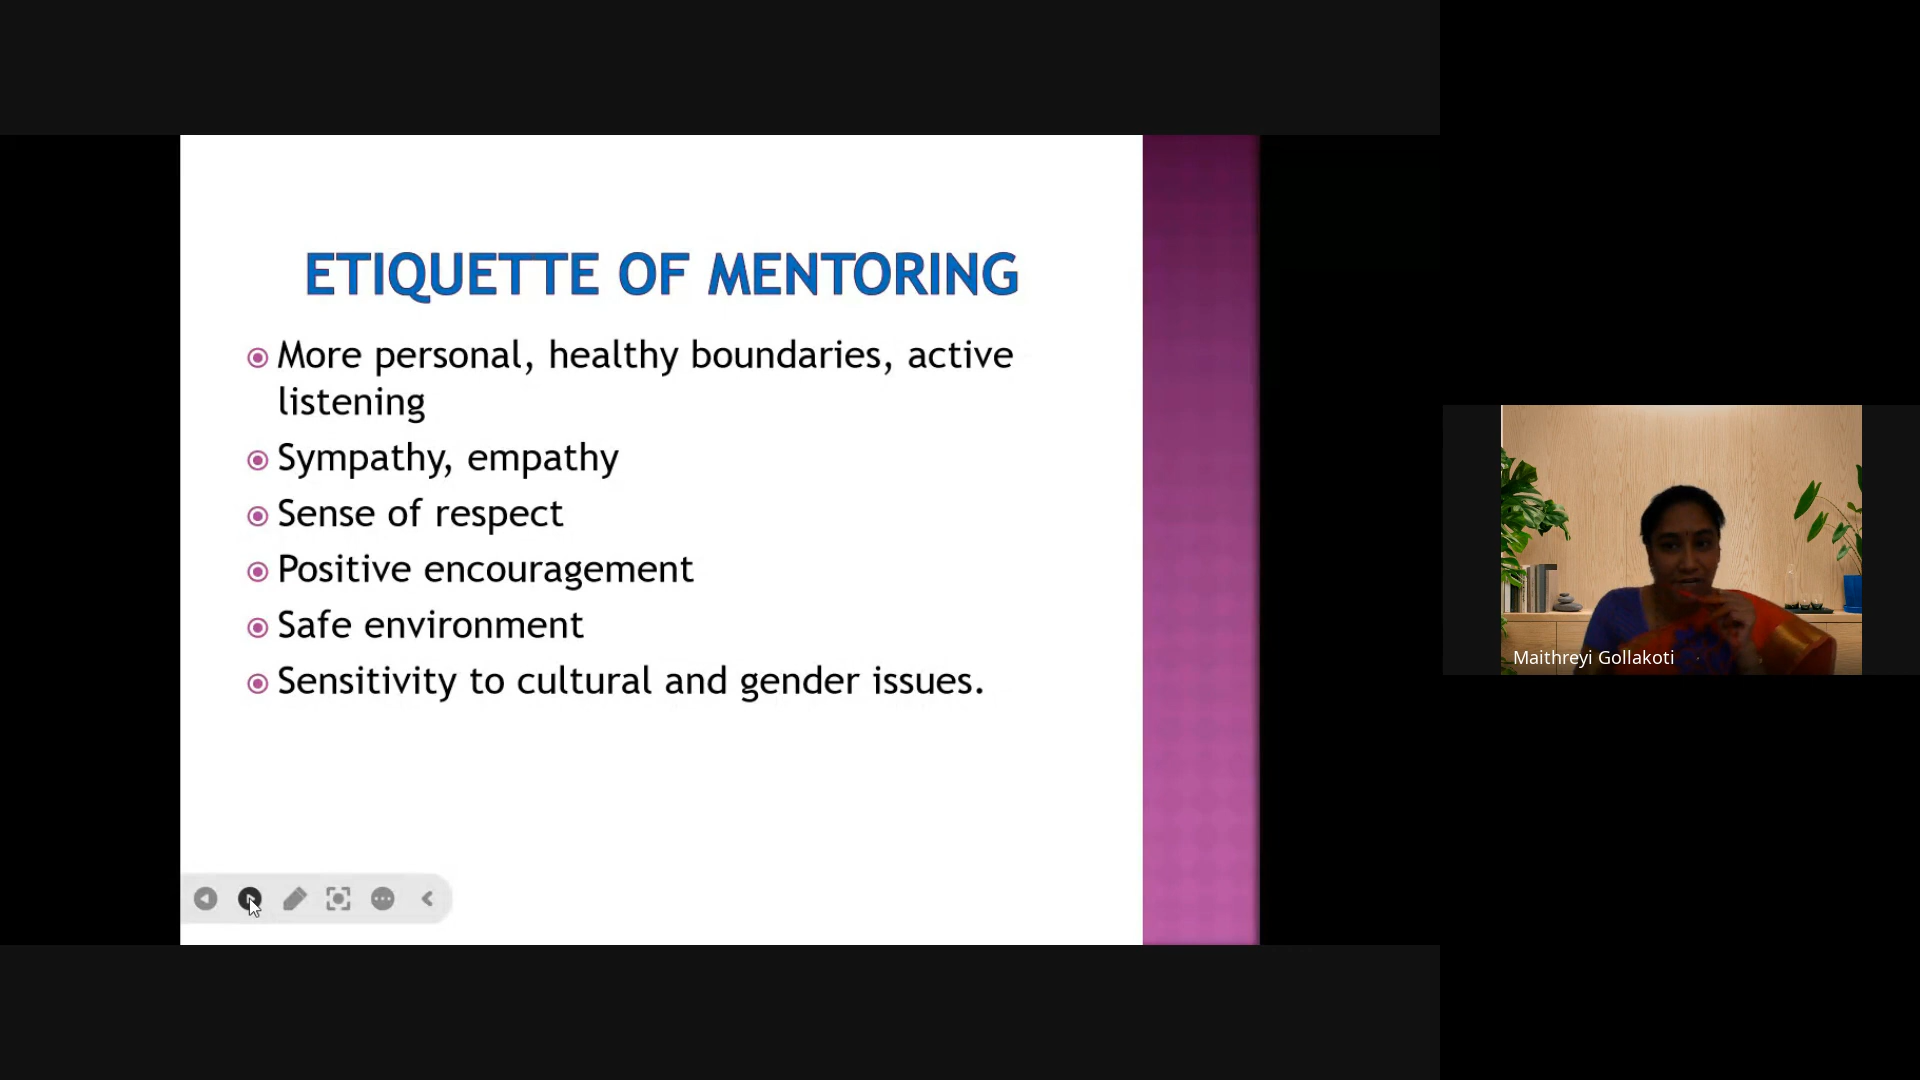 ETIQUETTE OF MENTORING
More personal, healthy boundaries, active
listening
Sympathy, empathy
Sense of respect
Positive encouragement
Safe environment
Sensitivity to cultural and gender issues.
Maithreyi Gollakoti